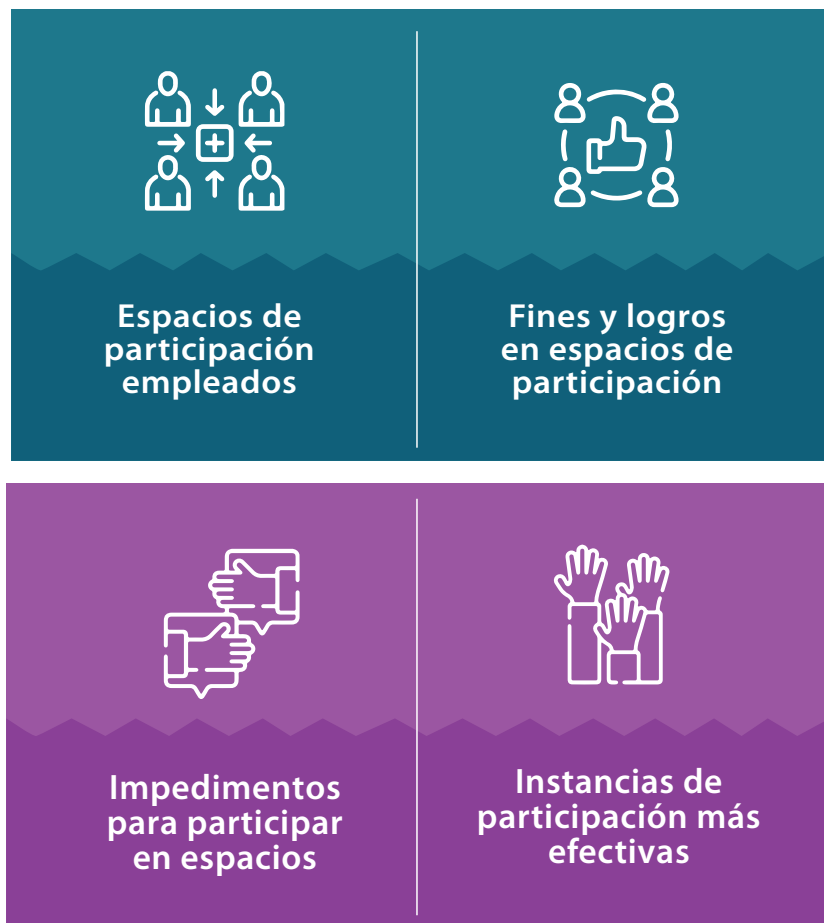 Espacios de
participación
empleados
Fines y logros
en espacios de
participación
Impedimentos
para participar
en espacios
Instancias de
participación más
efectivas